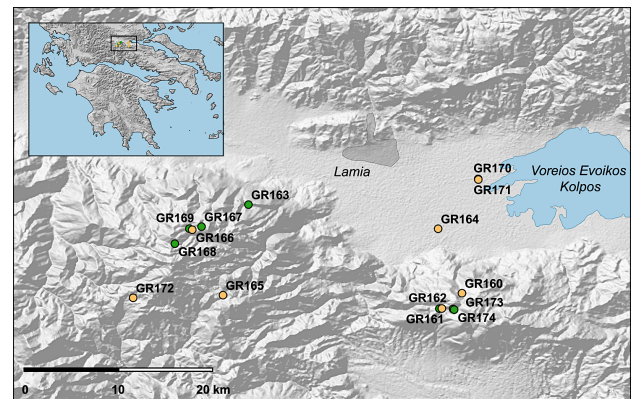 GR170
GR171
Voreios Evoikos
Kolpos
Lamia
GR163
GR169
GR167
GR166
GR168
GR164
GR172
GR165
GR160
GR162
GR173
GR161
GR174
0 10 20 km